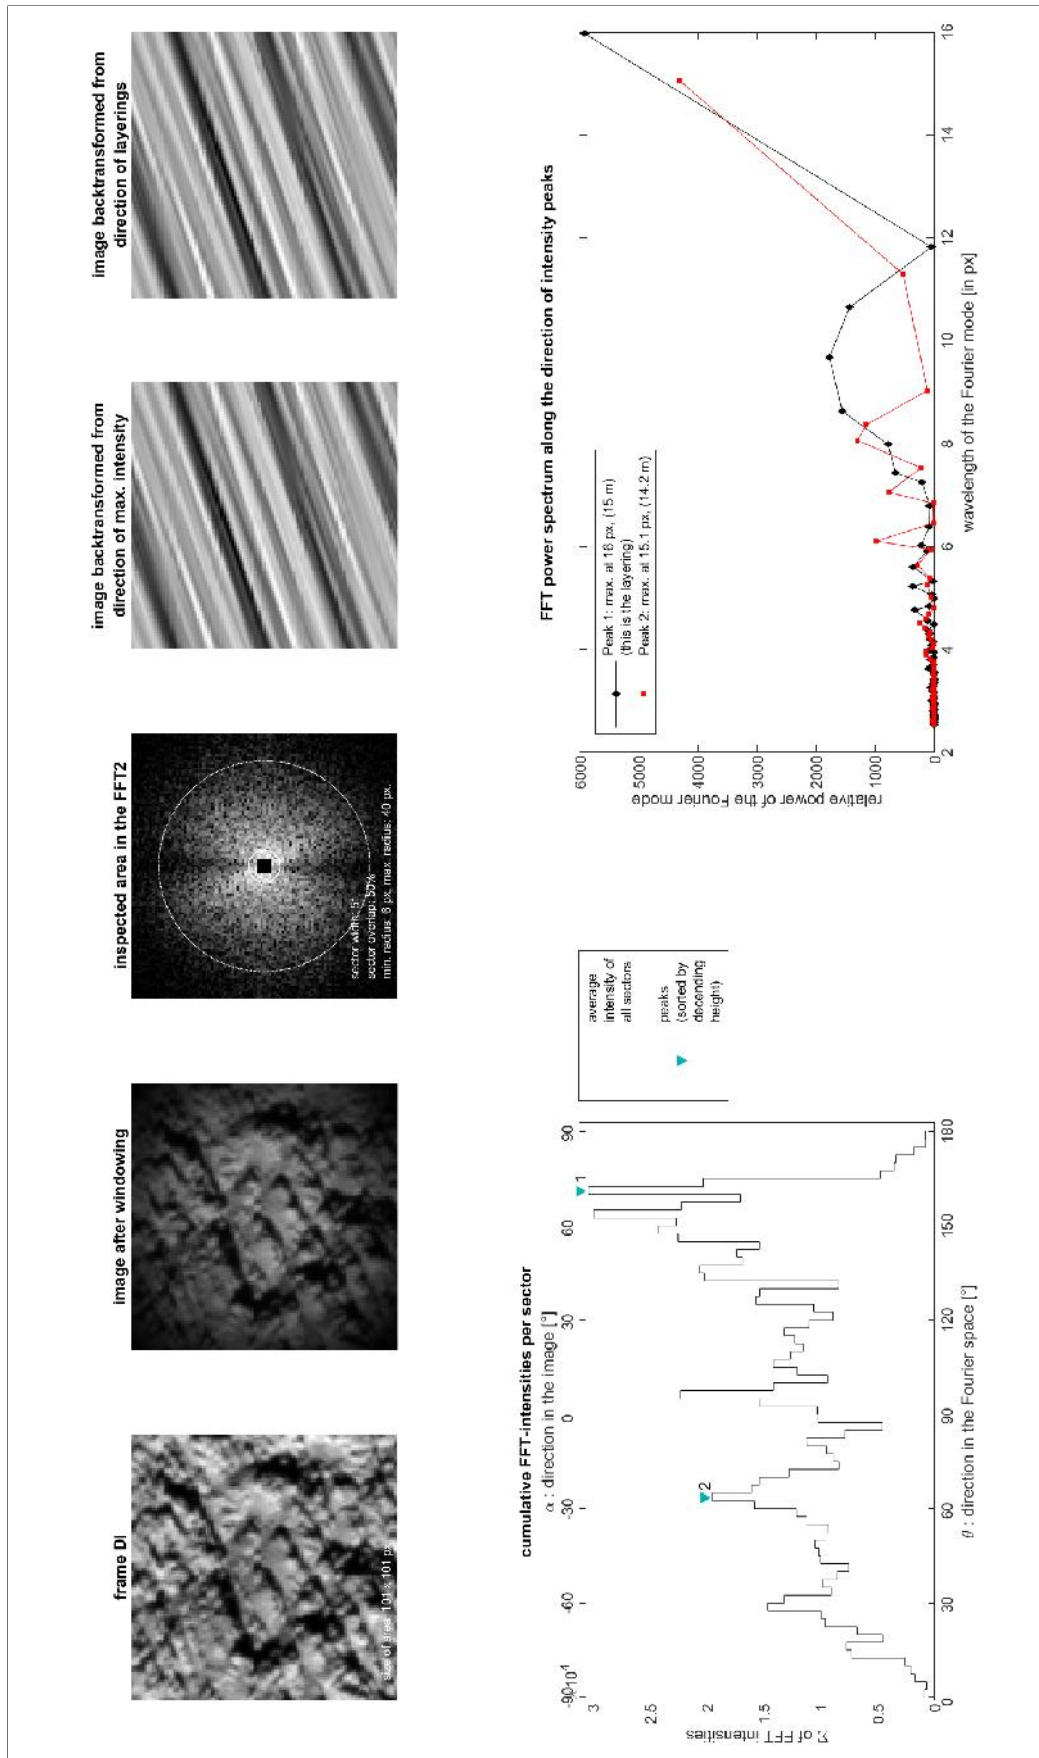 frame DI
size of area: 101 x 101 px
image after windowing
inspected area in the FFT2
sector width: 5°
sector overlap: 50%
min. radius: 6 px, max. radius: 40 px,
image backtransformed from
direction of max. intensity
image backtransformed from
direction of layerings
cumulative FFT-intensities per sector
α : direction in the image [°]
-90 -60 -30 0 30 60 90
10⁴
3
2.5
2
1.5
1
0.5
0
Σ of FFT intensities
1
2
0 30 60 90 120 150 180
θ : direction in the Fourier space [°]
average
intensity of
all sectors
peaks
(sorted by
decending
height)
FFT power spectrum along the direction of intensity peaks
Peak 1: max. at 16 px, (15 m)
(this is the layering)
Peak 2: max. at 15.1 px, (14.2 m)
6000
5000
4000
3000
2000
1000
0
relative power of the Fourier mode
2 4 6 8 10 12 14 16
wavelength of the Fourier mode [in px]